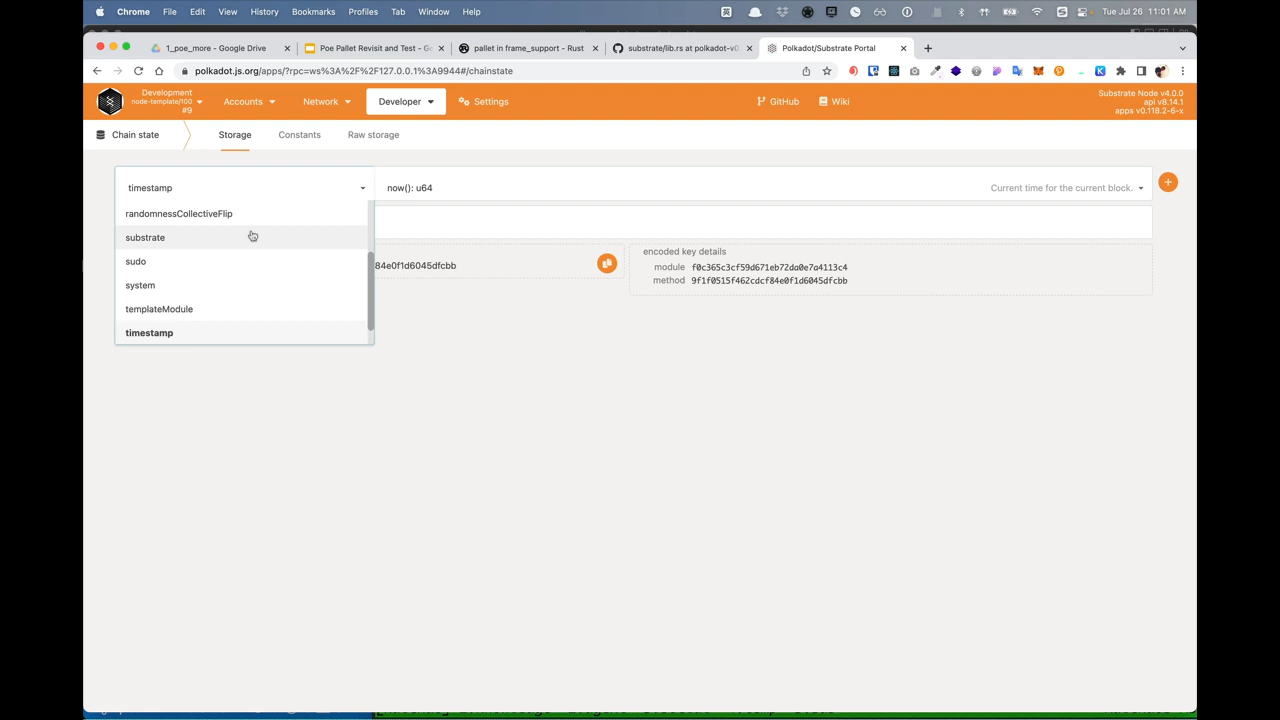 Chrome File Edit View History Bookmarks Profiles Tab Window Help 英 Tue Jul 26 11:01 AM
1_poe_more - Google Drive Poe Pallet Revisit and Test - Go pallet in frame_support - Rust substrate/lib.rs at polkadot-v0. Polkadot/Substrate Portal
polkadot.js.org/apps/?rpc=ws%3A%2F%2F127.0.0.1%3A9944#/chainstate
Development
node-template/100
#9
Accounts Network Developer Settings GitHub Wiki
Substrate Node v4.0.0
api v8.14.1
apps v0.118.2-6-x
Chain state Storage Constants Raw storage
timestamp now(): u64 Current time for the current block.
randomnessCollectiveFlip
substrate
sudo
system
templateModule
timestamp
84e0f1d6045dfcbb
encoded key details
module f0c365c3cf59d671eb72da0e7a4113c4
method 9f1f0515f462cdcf84e0f1d6045dfcbb